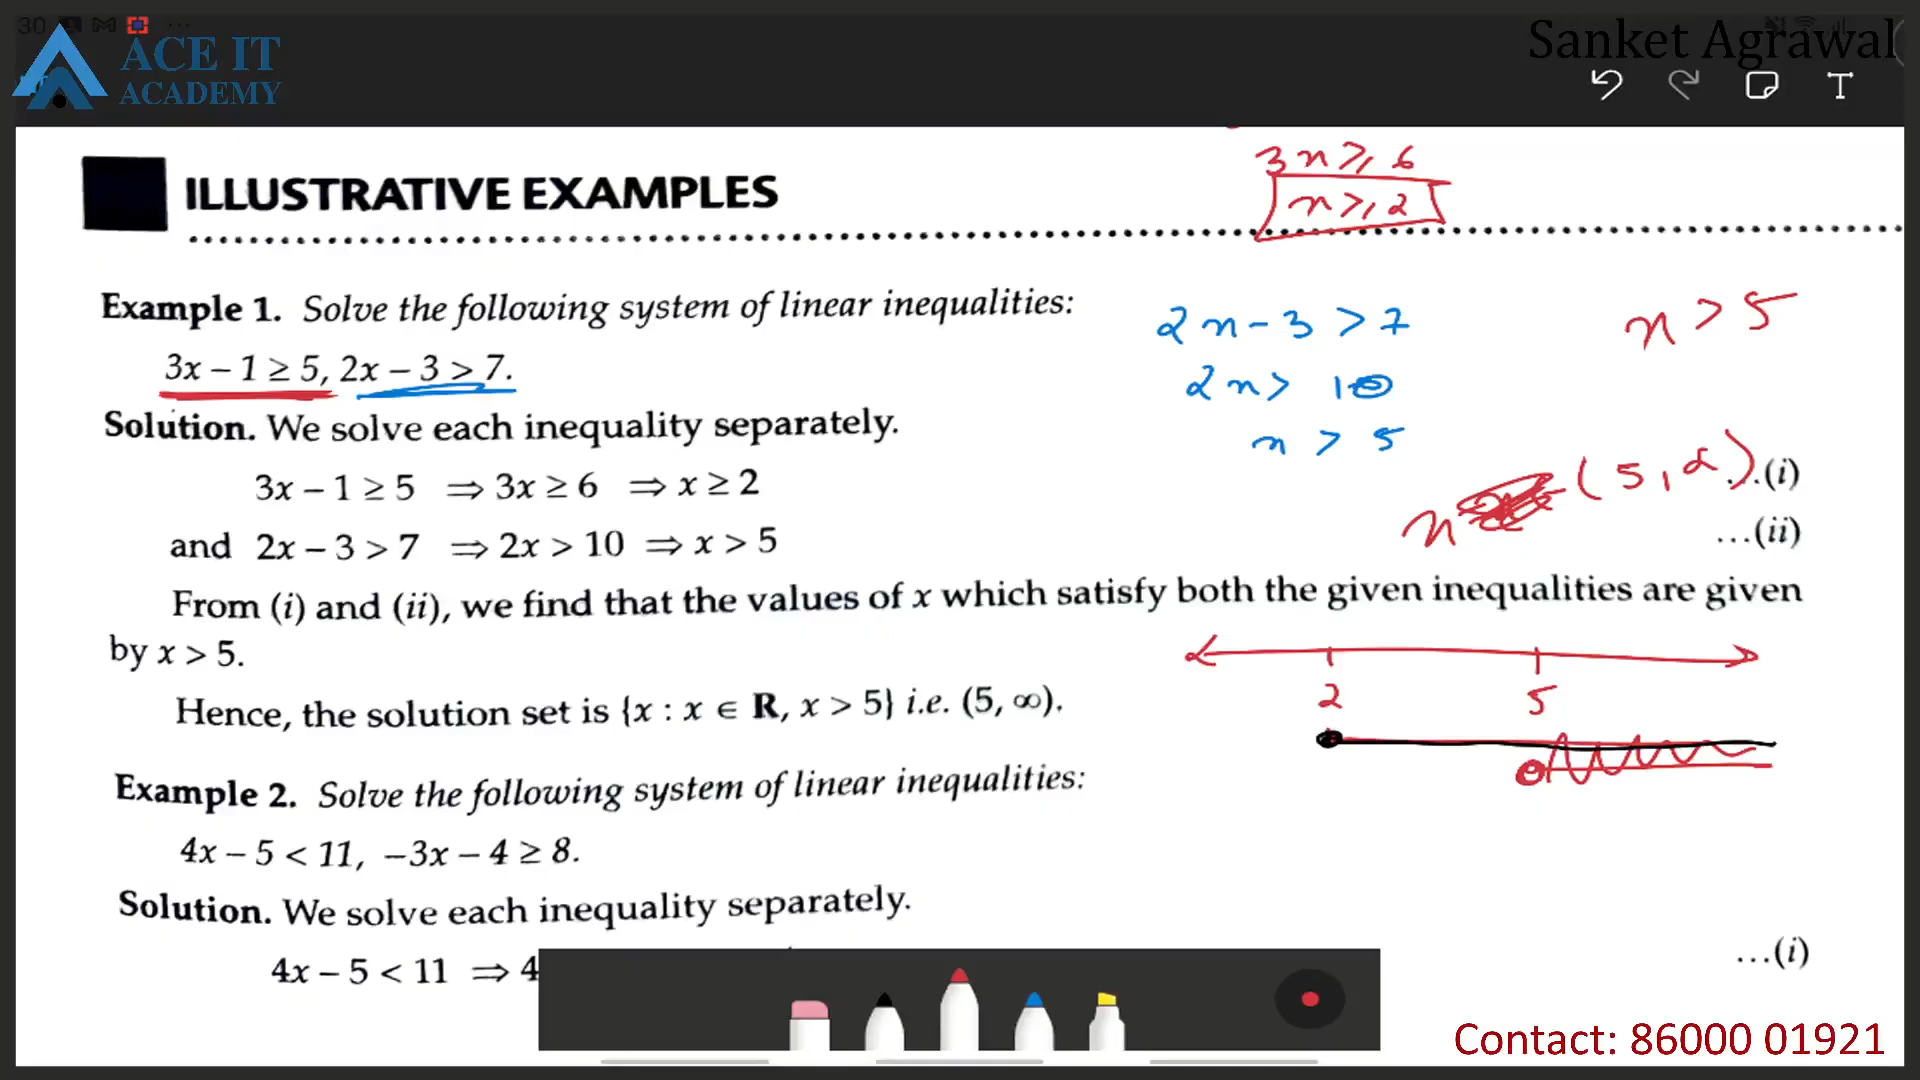 30
ACE IT
ACADEMY
Sanket Agrawal
T
3x ≥ 6
x ≥ 2
ILLUSTRATIVE EXAMPLES
Example 1. Solve the following system of linear inequalities:
3x – 1 ≥ 5, 2x – 3 > 7.
2x - 3 > 7
x > 5
2x > 10
Solution. We solve each inequality separately.
x > 5
3x – 1 ≥ 5 ⇒ 3x ≥ 6 ⇒ x ≥ 2 ...(i)
x (5, ∞)
and 2x – 3 > 7 ⇒ 2x > 10 ⇒ x > 5 ...(ii)
From (i) and (ii), we find that the values of x which satisfy both the given inequalities are given
by x > 5.
2 5
Hence, the solution set is {x : x ∈ R, x > 5} i.e. (5, ∞).
Example 2. Solve the following system of linear inequalities:
4x – 5 < 11, –3x – 4 ≥ 8.
Solution. We solve each inequality separately.
4x – 5 < 11 ⇒ 4 ...(i)
Contact: 86000 01921